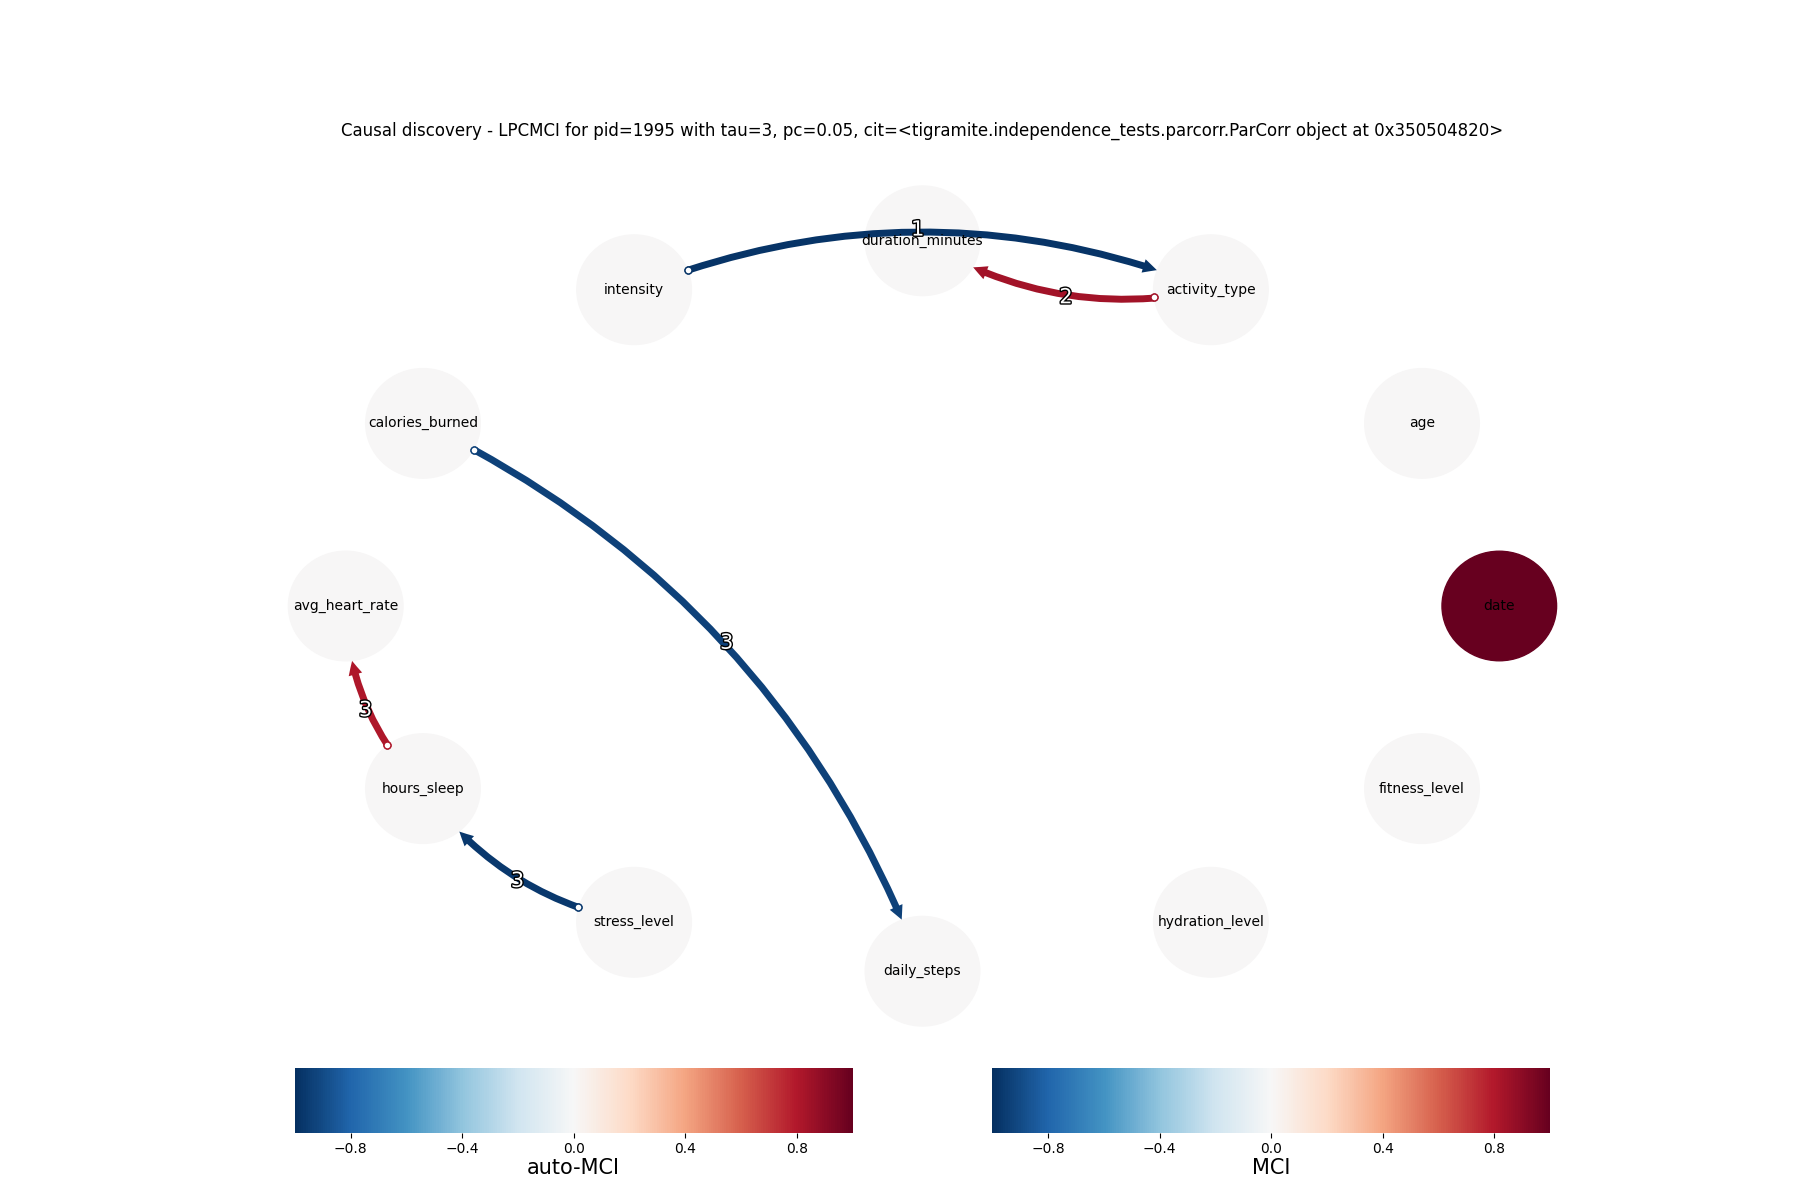 Causal discovery - LPCMCI for pid=1995 with tau=3, pc=0.05, cit=<tigramite.independence_tests.parcorr.ParCorr object at 0x350504820>
1
duration_minutes
intensity
2
activity_type
calories_burned
age
avg_heart_rate
date
3
3
hours_sleep
fitness_level
3
stress_level
hydration_level
daily_steps
−0.8 −0.4 0.0 0.4 0.8
auto-MCI
−0.8 −0.4 0.0 0.4 0.8
MCI